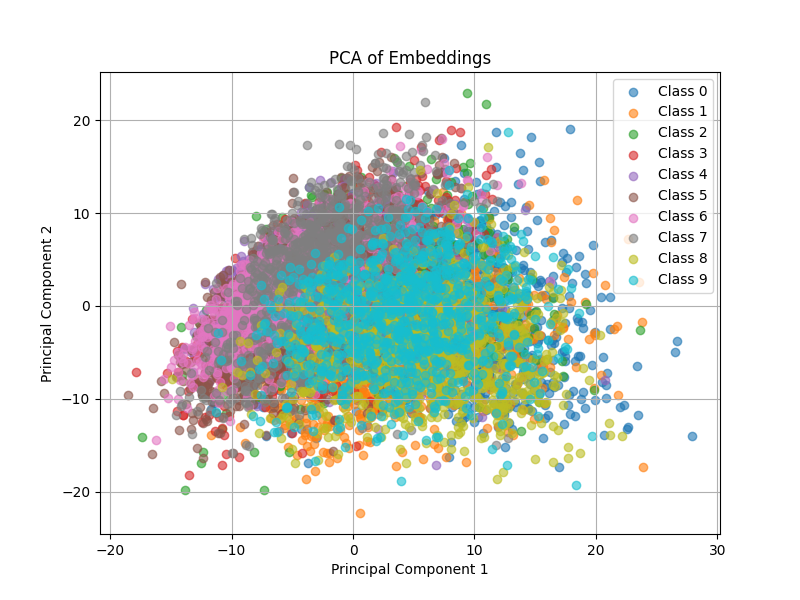 PCA of Embeddings
Class 0
Class 1
Class 2
Class 3
Class 4
Class 5
Class 6
Class 7
Class 8
Class 9
20
10
0
−10
−20
Principal Component 2
−20
−10
0
10
20
30
Principal Component 1